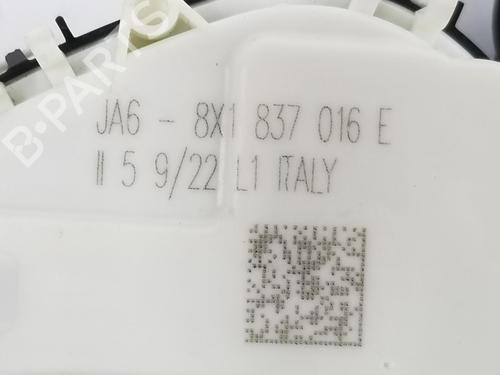 B-PARTS
JA6 - 8X1 837 016 E
II 5 9/22 L1 ITALY